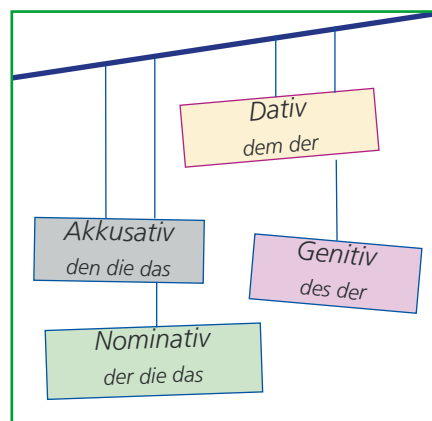 Dativ
dem der
Akkusativ
den die das
Genitiv
des der
Nominativ
der die das